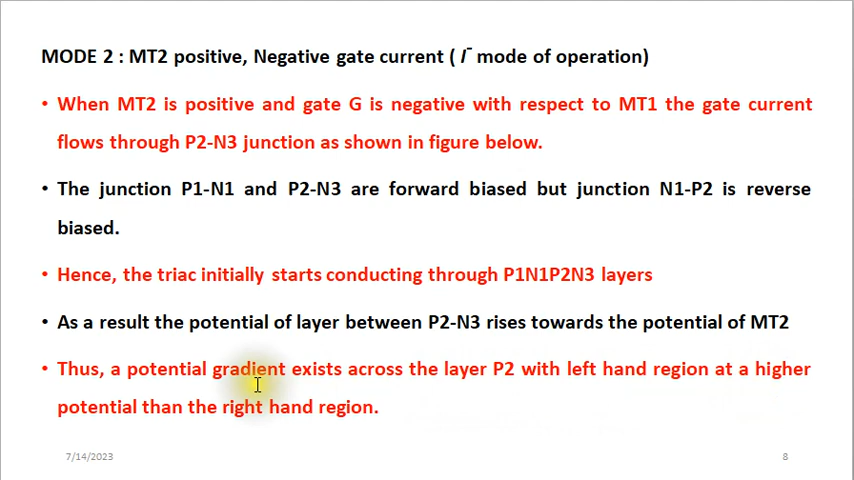 MODE 2 : MT2 positive, Negative gate current ( I⁻ mode of operation)
• When MT2 is positive and gate G is negative with respect to MT1 the gate current
flows through P2-N3 junction as shown in figure below.
• The junction P1-N1 and P2-N3 are forward biased but junction N1-P2 is reverse
biased.
• Hence, the triac initially starts conducting through P1N1P2N3 layers
• As a result the potential of layer between P2-N3 rises towards the potential of MT2
• Thus, a potential gradient exists across the layer P2 with left hand region at a higher
potential than the right hand region.
7/14/2023
8